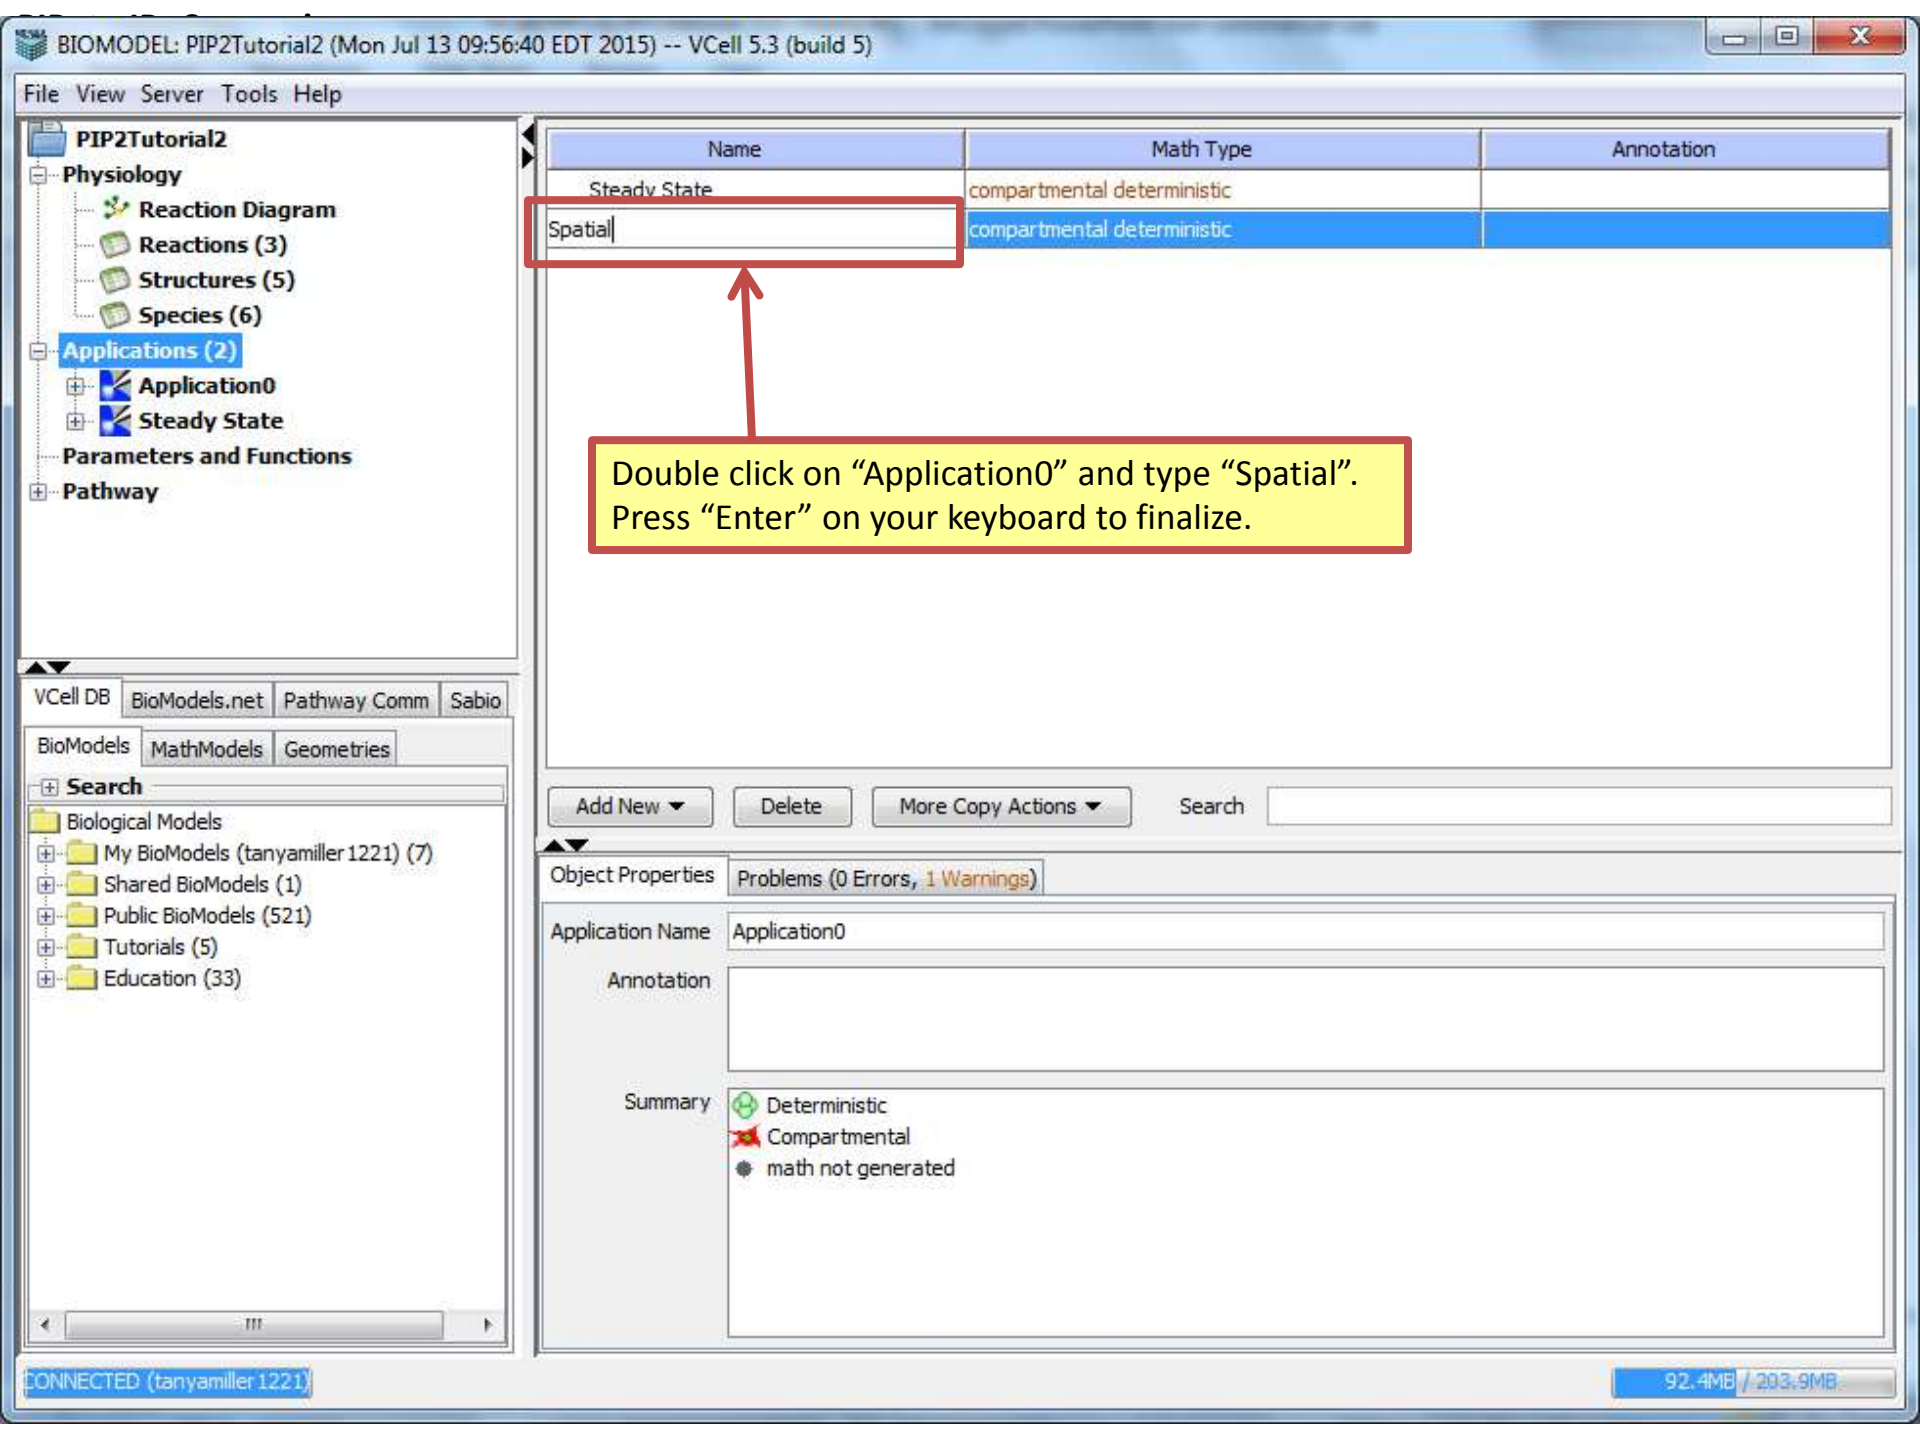 BIOMODEL: PIP2Tutorial2 (Mon Jul 13 09:56:40 EDT 2015) -- VCell 5.3 (build 5)
File View Server Tools Help
PIP2Tutorial2
Physiology
Reaction Diagram
Reactions (3)
Structures (5)
Species (6)
Applications (2)
Application0
Steady State
Parameters and Functions
Pathway
Name Math Type Annotation
Steady State compartmental deterministic
Spatial compartmental deterministic
Double click on “Application0” and type “Spatial”.
Press “Enter” on your keyboard to finalize.
VCell DB BioModels.net Pathway Comm Sabio
BioModels MathModels Geometries
Search
Biological Models
My BioModels (tanyamiller1221) (7)
Shared BioModels (1)
Public BioModels (521)
Tutorials (5)
Education (33)
Add New Delete More Copy Actions Search
Object Properties Problems (0 Errors, 1 Warnings)
Application Name Application0
Annotation
Summary Deterministic
Compartmental
math not generated
CONNECTED (tanyamiller1221)
92.4MB / 203.9MB